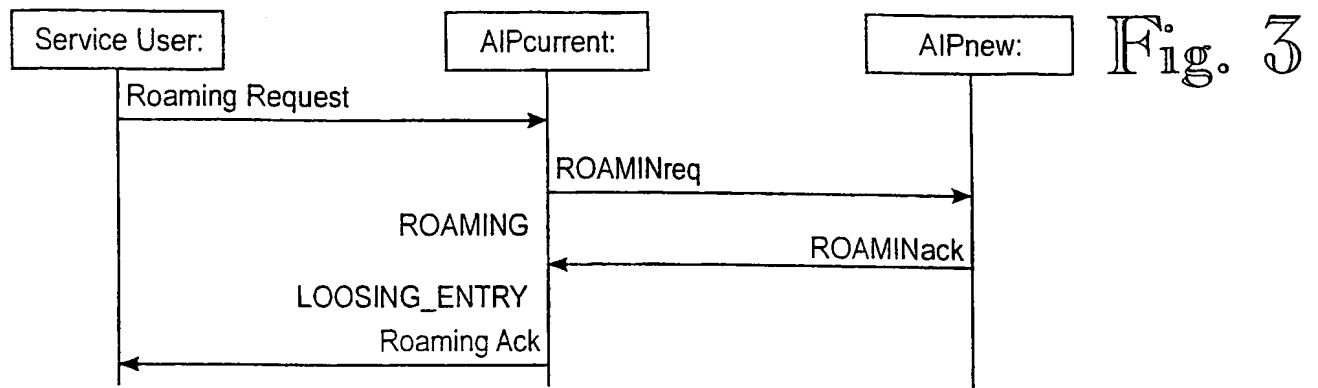 Service User:
AIPcurrent:
AIPnew:
Fig. 3
Roaming Request
ROAMINreq
ROAMING
ROAMINack
LOOSING_ENTRY
Roaming Ack